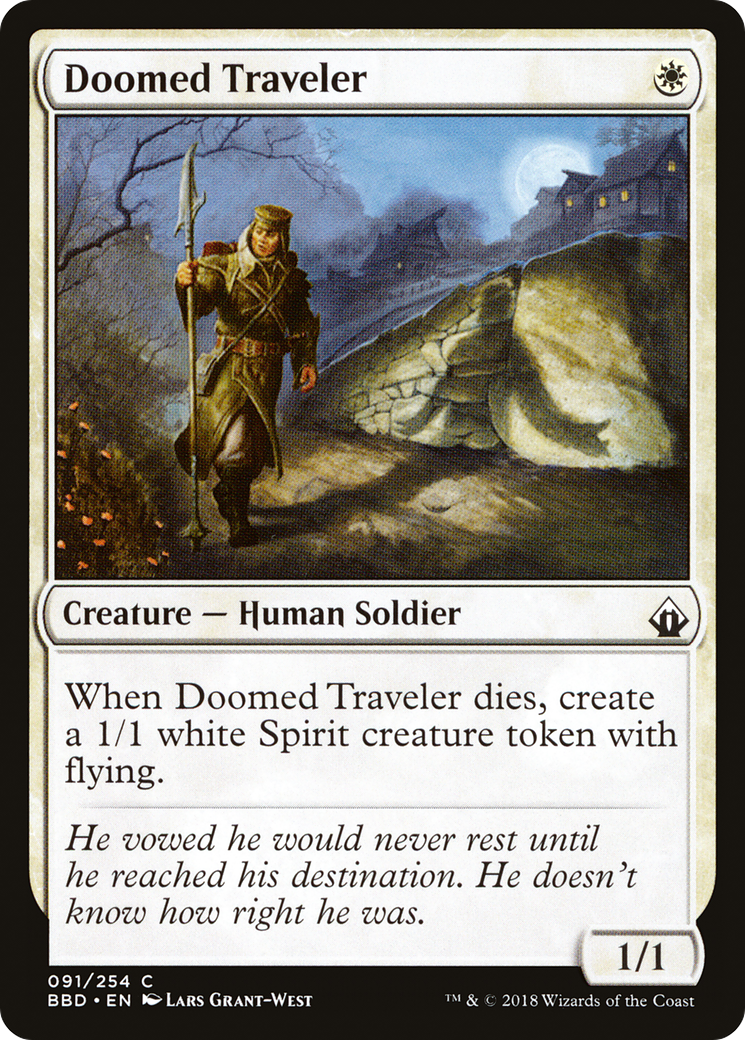 Doomed Traveler
Creature — Human Soldier
When Doomed Traveler dies, create
a 1/1 white Spirit creature token with
flying.
He vowed he would never rest until
he reached his destination. He doesn't
know how right he was.
1/1
091/254 C
BBD • EN Lars Grant-West
™ & © 2018 Wizards of the Coast